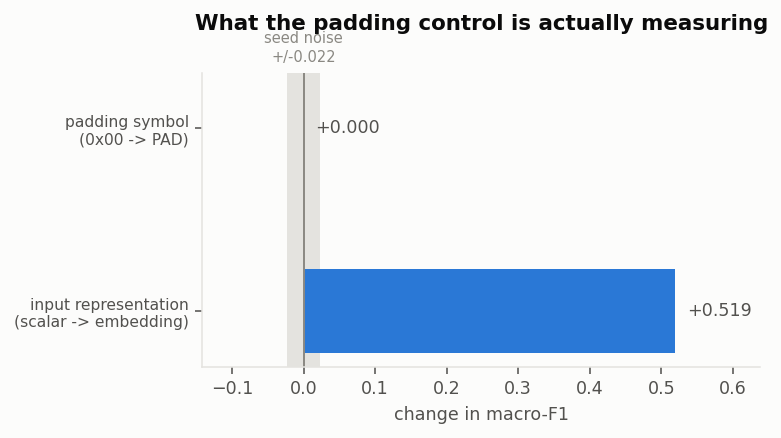 What the padding control is actually measuring
seed noise
+/-0.022
padding symbol
(0x00 -> PAD)
+0.000
input representation
(scalar -> embedding)
+0.519
−0.1 0.0 0.1 0.2 0.3 0.4 0.5 0.6
change in macro-F1